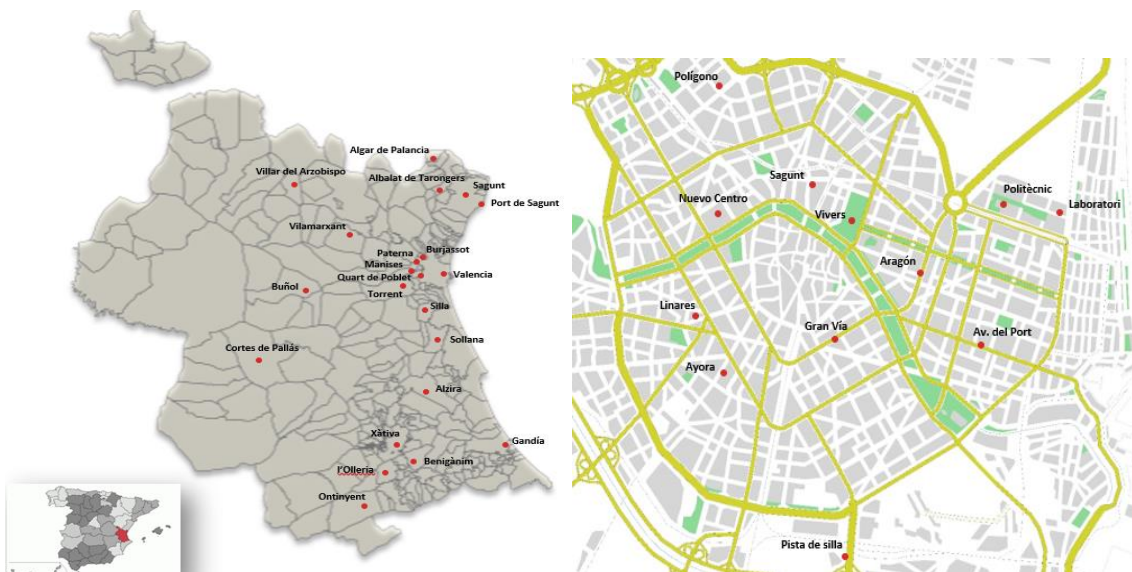 Algar de Palancia
Villar del Arzobispo
Albalat de Tarongers
Sagunt
Port de Sagunt
Vilamarxant
Burjassot
Paterna
Manises
Valencia
Quart de Poblet
Buñol
Torrent
Silla
Sollana
Cortes de Pallás
Alzira
Xàtiva
Gandía
Benigànim
l'Olleria
Ontinyent
Polígono
Sagunt
Politècnic
Nuevo Centro
Laboratori
Vivers
Aragón
Linares
Gran Vía
Av. del Port
Ayora
Pista de silla